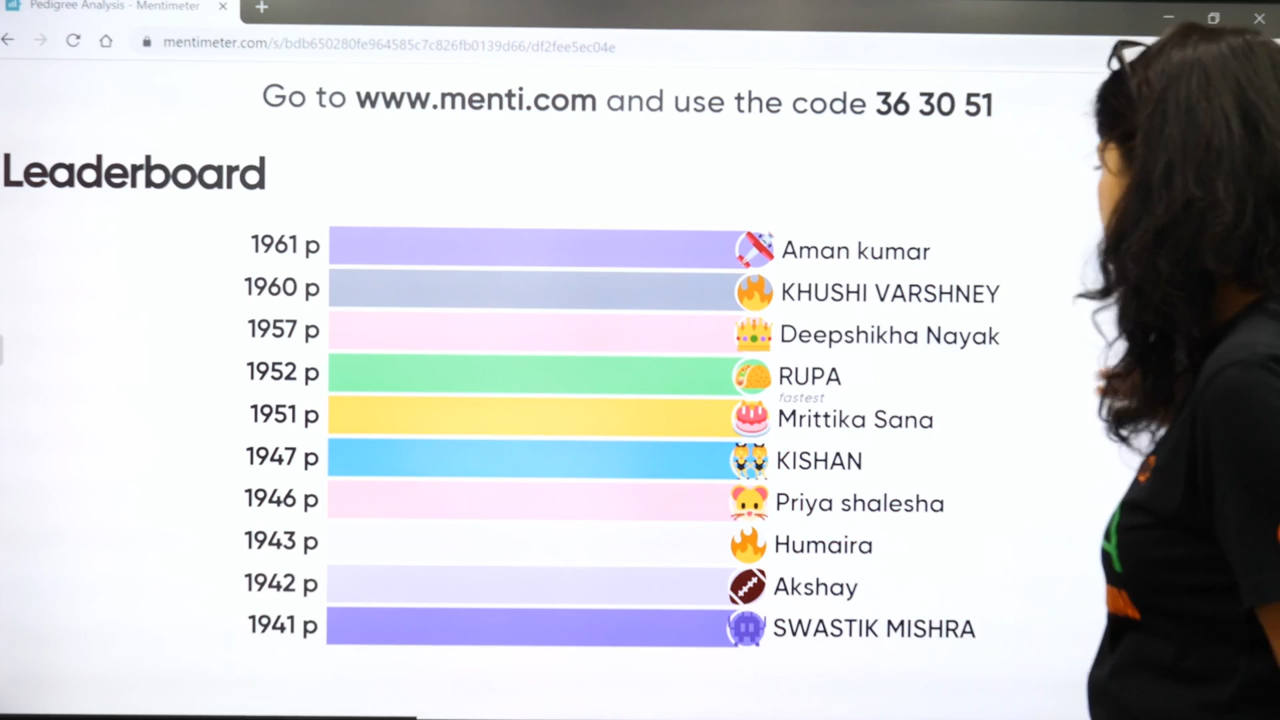 Pedigree Analysis - Mentimeter
mentimeter.com/s/bdb650280fe964585c7c826fb0139d66/df2fee5ec04e
Go to www.menti.com and use the code 36 30 51
Leaderboard
1961 p Aman kumar
1960 p KHUSHI VARSHNEY
1957 p Deepshikha Nayak
1952 p RUPA
fastest
1951 p Mrittika Sana
1947 p KISHAN
1946 p Priya shalesha
1943 p Humaira
1942 p Akshay
1941 p SWASTIK MISHRA